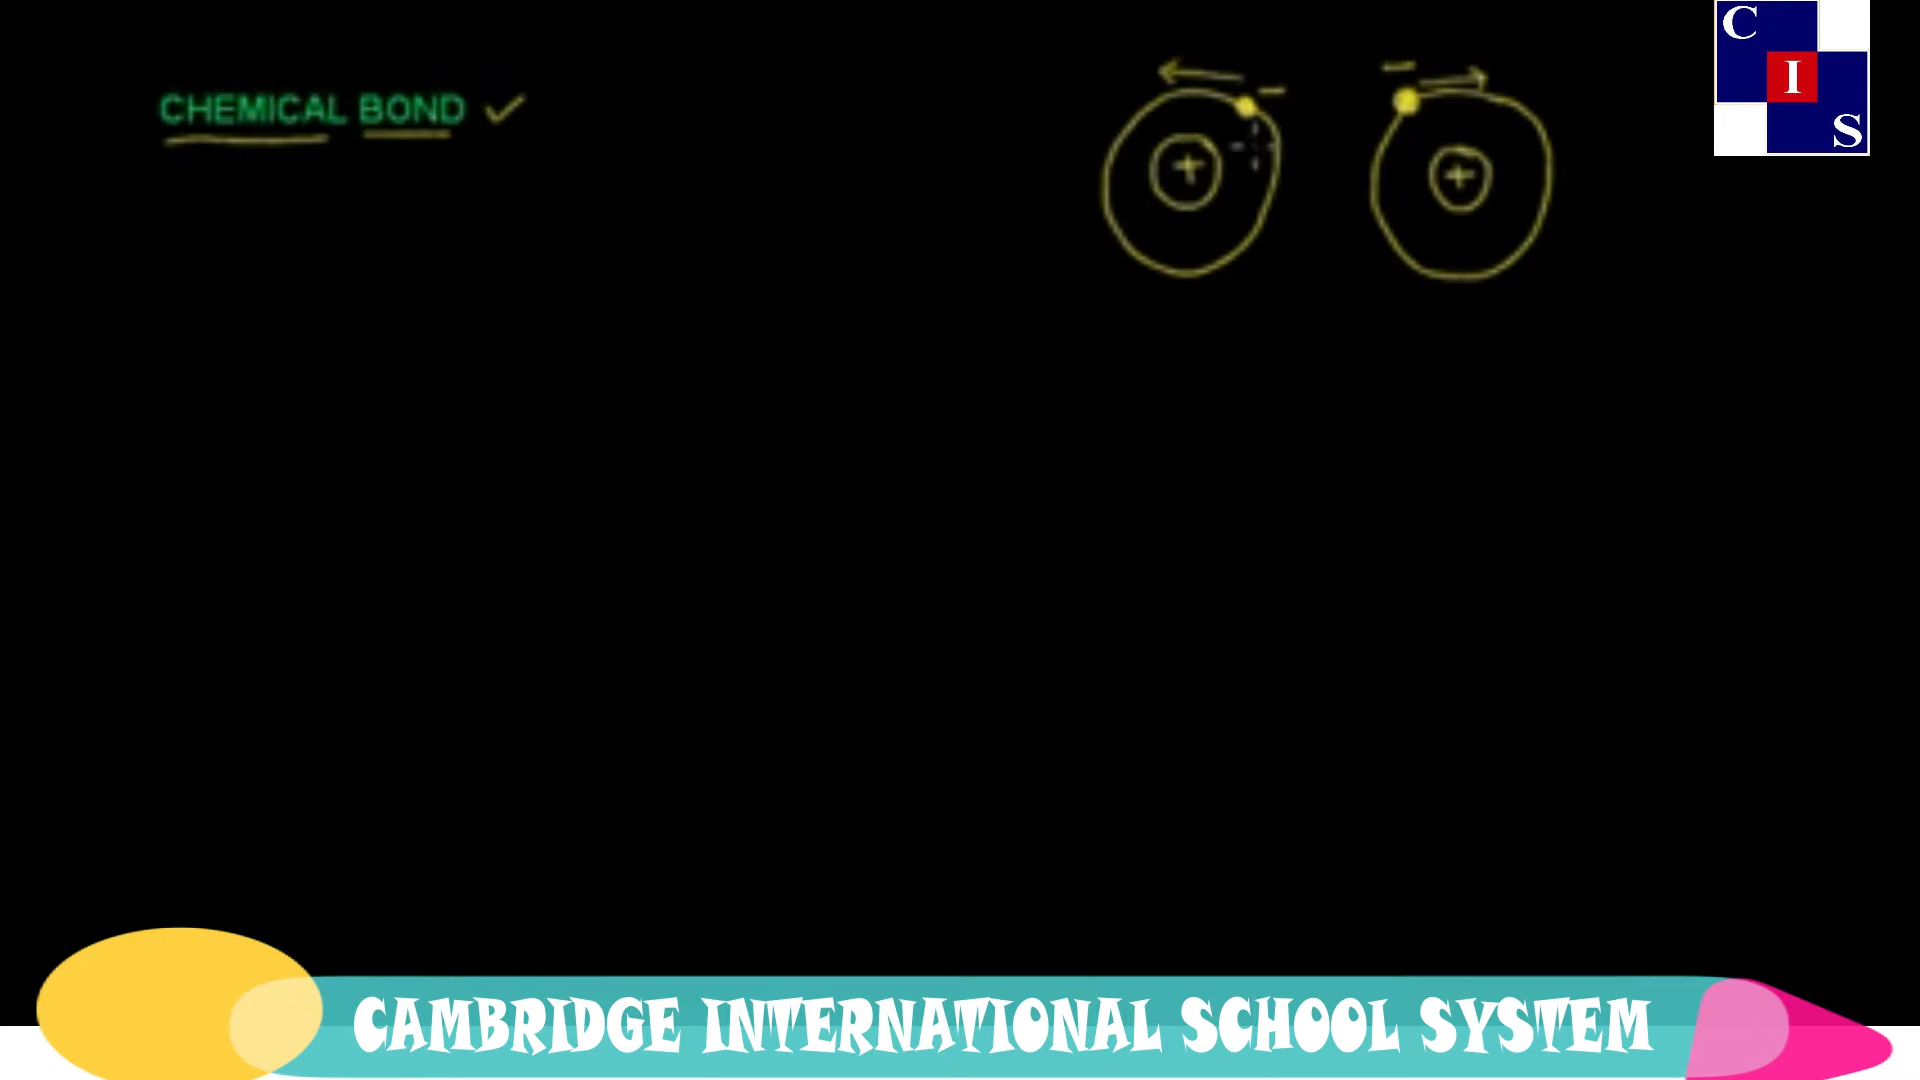 CHEMICAL BOND ✓
− −
+ +
C
I
S
CAMBRIDGE INTERNATIONAL SCHOOL SYSTEM